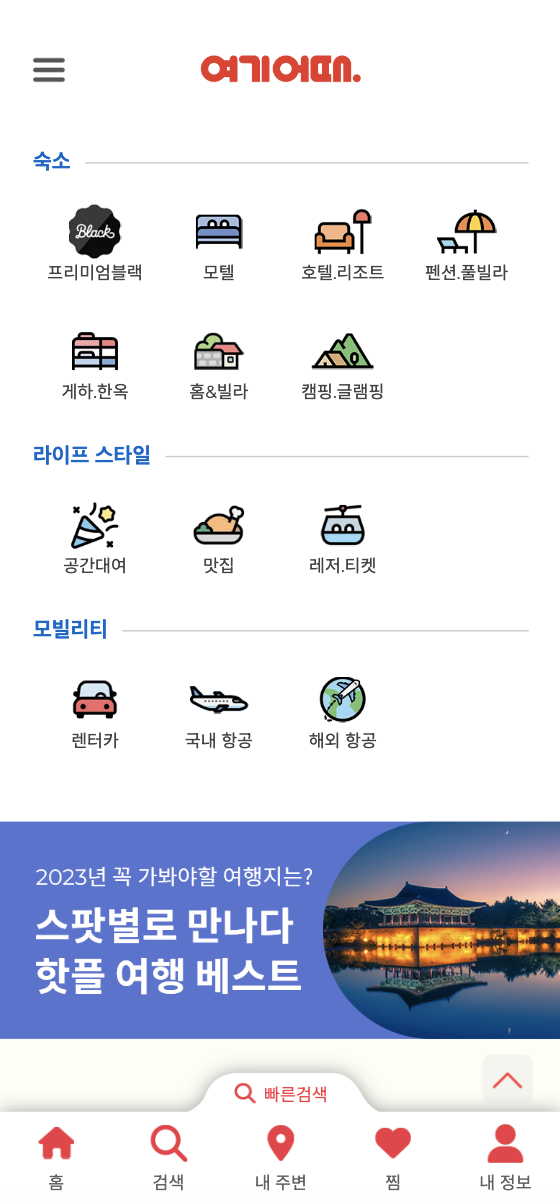 여기어때.
숙소
Black
프리미엄블랙
모텔
호텔.리조트
펜션.풀빌라
게하.한옥
홈&빌라
캠핑.글램핑
라이프 스타일
공간대여
맛집
레저.티켓
모빌리티
렌터카
국내 항공
해외 항공
2023년 꼭 가봐야할 여행지는?
스팟별로 만나다
핫플 여행 베스트
빠른검색
홈
검색
내 주변
찜
내 정보